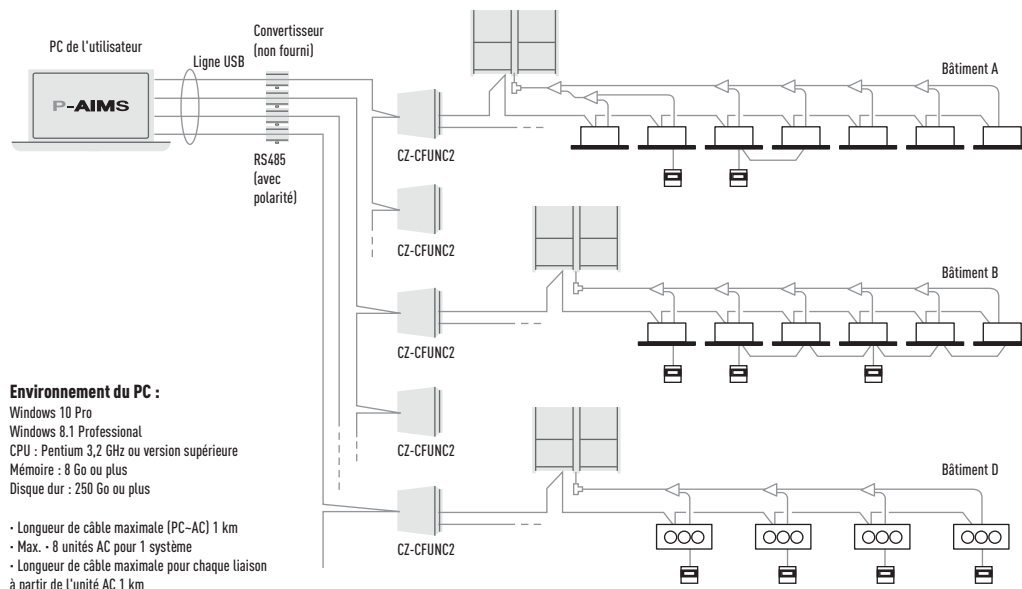 PC de l'utilisateur
P-AIMS
Ligne USB
Convertisseur
(non fourni)
RS485
(avec
polarité)
CZ-CFUNC2
Bâtiment A
CZ-CFUNC2
CZ-CFUNC2
Bâtiment B
CZ-CFUNC2
CZ-CFUNC2
Bâtiment D
Environnement du PC :
Windows 10 Pro
Windows 8.1 Professional
CPU : Pentium 3,2 GHz ou version supérieure
Mémoire : 8 Go ou plus
Disque dur : 250 Go ou plus
· Longueur de câble maximale (PC~AC) 1 km
· Max. · 8 unités AC pour 1 système
· Longueur de câble maximale pour chaque liaison
à partir de l'unité AC 1 km